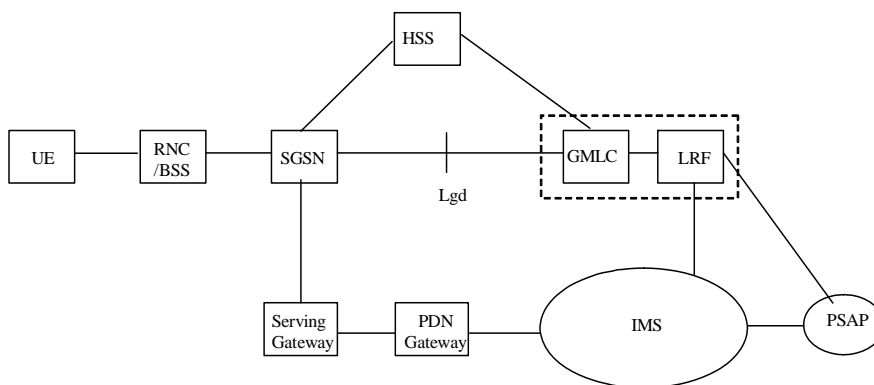 HSS
UE
RNC
/BSS
SGSN
GMLC
LRF
Lgd
Serving
Gateway
PDN
Gateway
IMS
PSAP